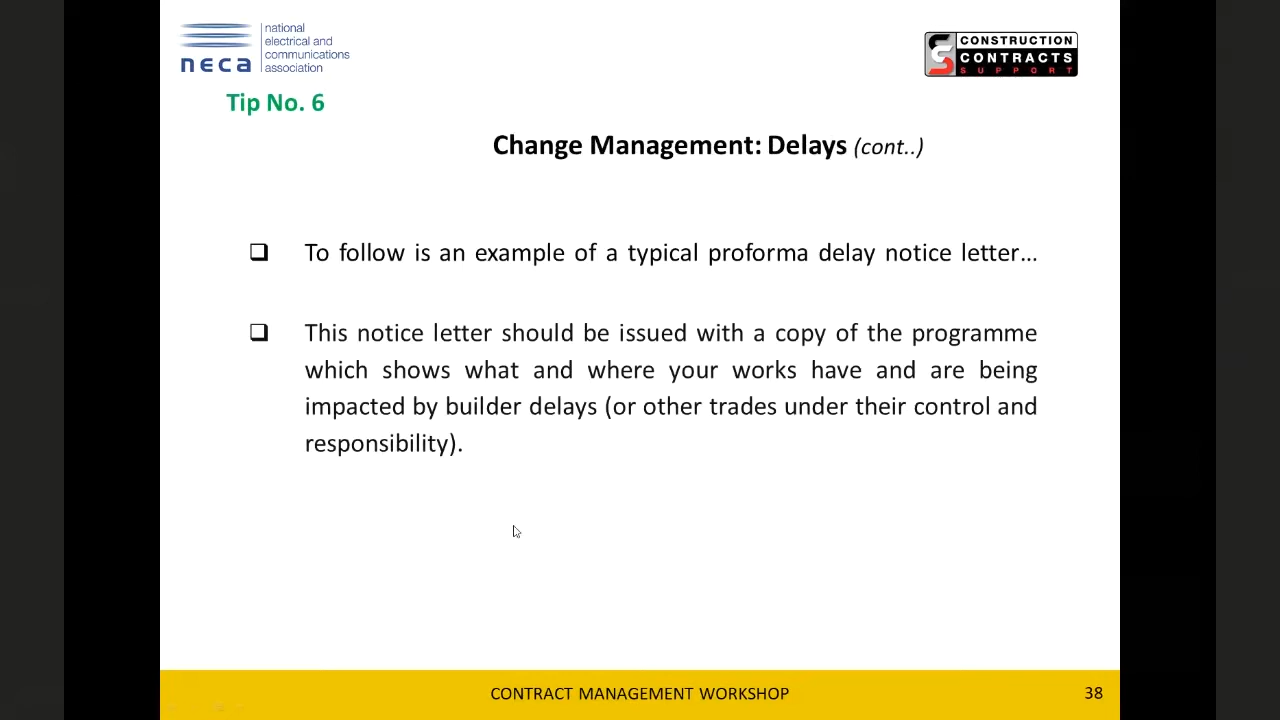 national
electrical and
communications
association
neca
CONSTRUCTION
CONTRACTS
SUPPORT
Tip No. 6
Change Management: Delays (cont..)
To follow is an example of a typical proforma delay notice letter…
This notice letter should be issued with a copy of the programme
which shows what and where your works have and are being
impacted by builder delays (or other trades under their control and
responsibility).
CONTRACT MANAGEMENT WORKSHOP
38